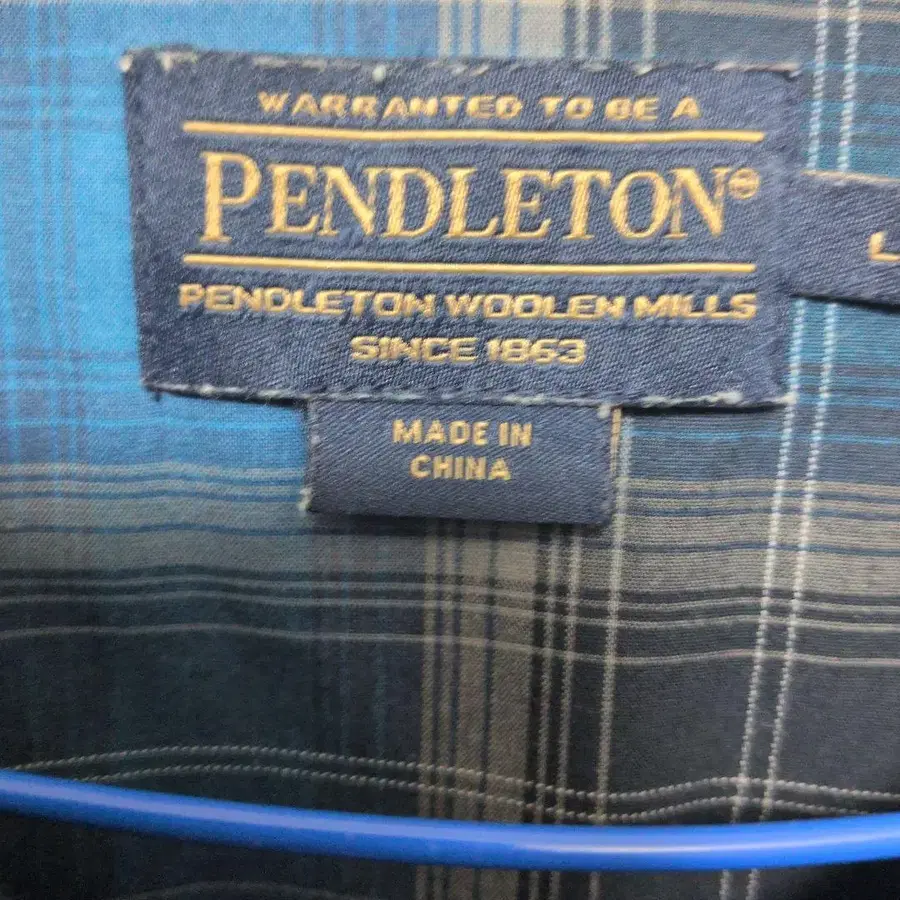 WARRANTED TO BE A
PENDLETON®
PENDLETON WOOLEN MILLS
SINCE 1863
L
MADE IN
CHINA